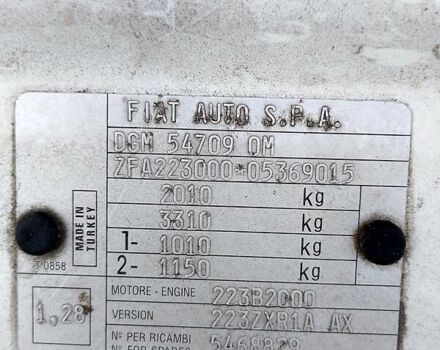 FIAT AUTO S.P.A.
DGM 54709 OM
ZFA223000*05369015
2010 kg
3310 kg
1- 1010 kg
2- 1150 kg
MADE IN TURKEY
T 0858
MOTORE - ENGINE 223B2000
1,28
VERSION 223ZXR1A AX
Nº PER RICAMBI 5468829
Nº FOR SPARES